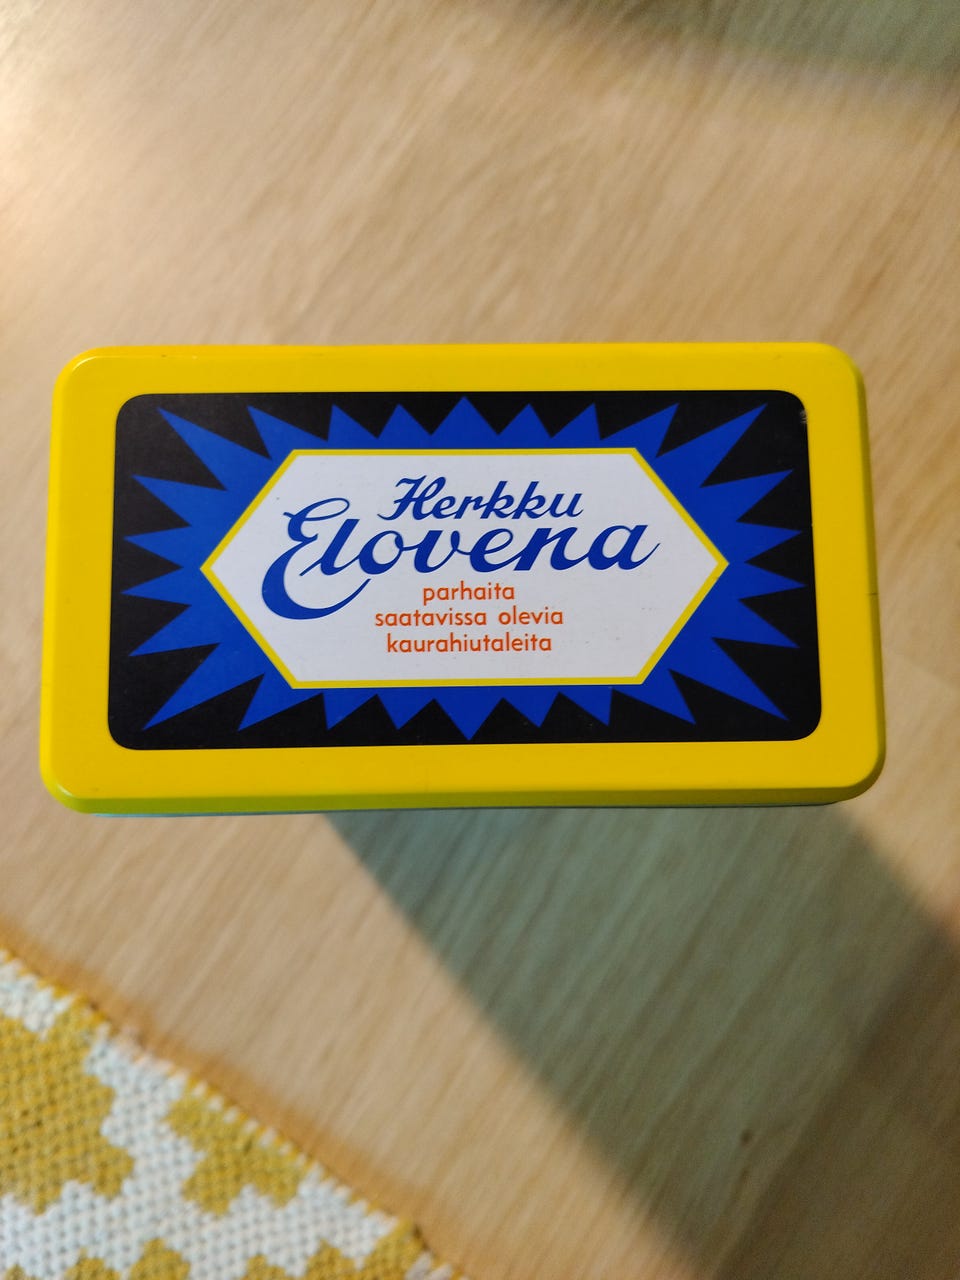 Herkku
Elovena
parhaita
saatavissa olevia
kaurahiutaleita